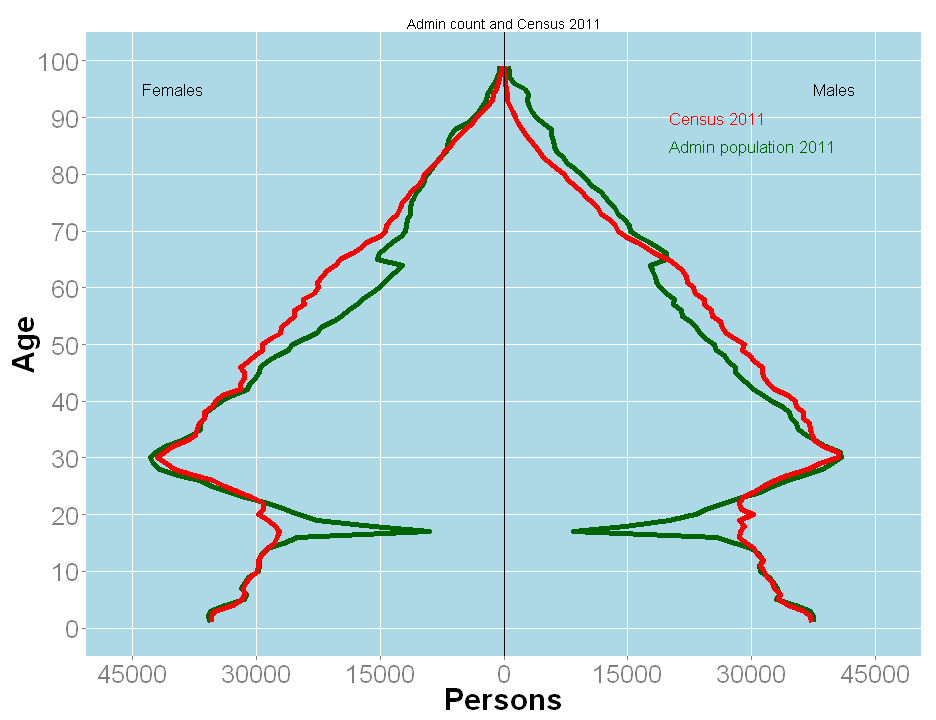 Admin count and Census 2011
Females
Males
Census 2011
Admin population 2011
Age
100
90
80
70
60
50
40
30
20
10
0
45000 30000 15000 0 15000 30000 45000
Persons